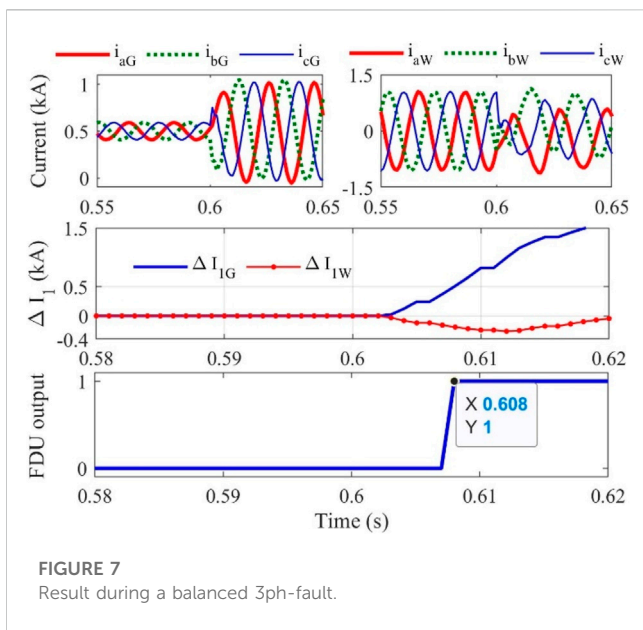 i_aG i_bG i_cG i_aW i_bW i_cW
Current (kA)
1
0.5
0
0.55 0.6 0.65
1.5
0
-1.5
0.55 0.6 0.65
Δ I_1 (kA)
1.5
0.5
0
-0.4
Δ I_1G Δ I_1W
0.58 0.59 0.6 0.61 0.62
FDU output
1
0
X 0.608
Y 1
0.58 0.59 0.6 0.61 0.62
Time (s)
FIGURE 7
Result during a balanced 3ph-fault.